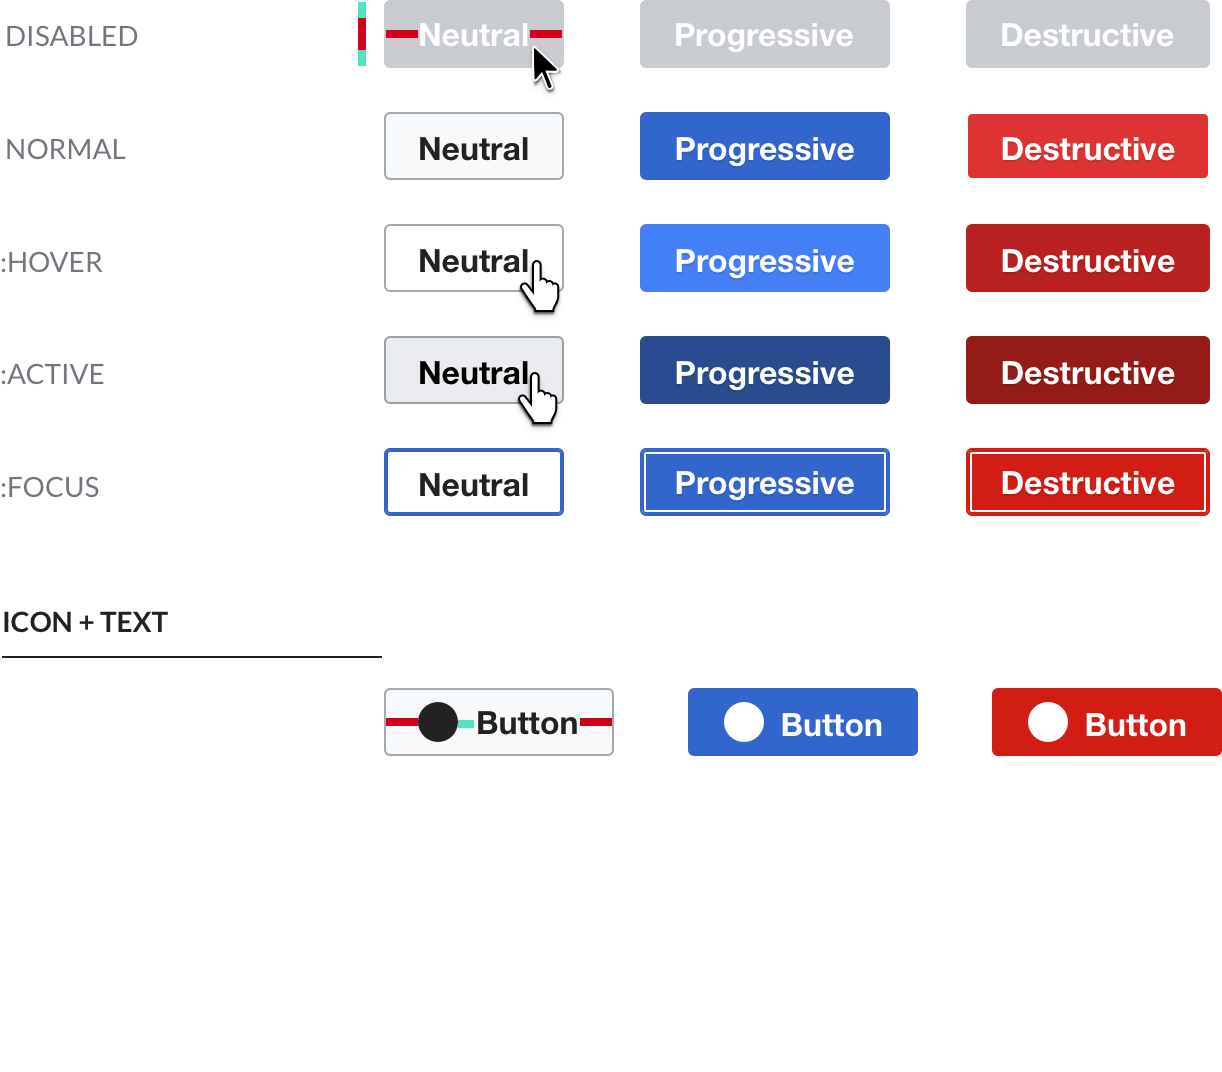 DISABLED Neutral Progressive Destructive
NORMAL Neutral Progressive Destructive
:HOVER Neutral Progressive Destructive
:ACTIVE Neutral Progressive Destructive
:FOCUS Neutral Progressive Destructive
ICON + TEXT
Button Button Button